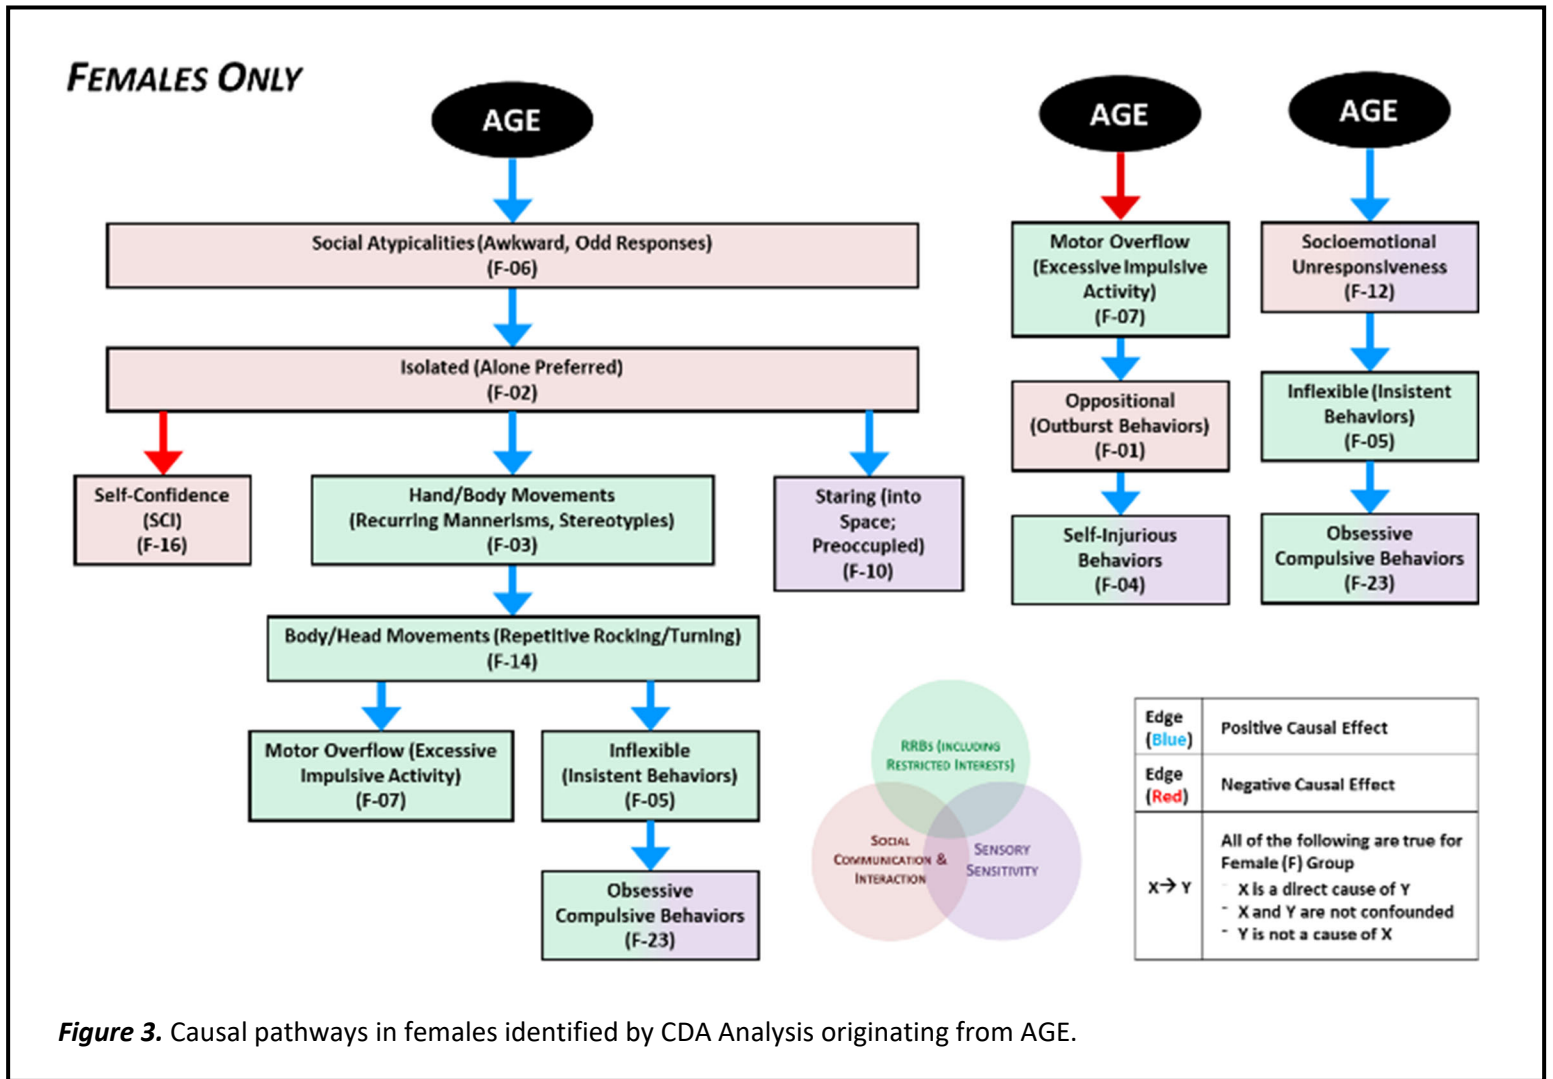 FEMALES ONLY
AGE
Social Atypicalities (Awkward, Odd Responses)
(F-06)
Isolated (Alone Preferred)
(F-02)
Self-Confidence
(SCI)
(F-16)
Hand/Body Movements
(Recurring Mannerisms, Stereotypies)
(F-03)
Staring (into
Space;
Preoccupied)
(F-10)
Body/Head Movements (Repetitive Rocking/Turning)
(F-14)
Motor Overflow (Excessive
Impulsive Activity)
(F-07)
Inflexible
(Insistent Behaviors)
(F-05)
Obsessive
Compulsive Behaviors
(F-23)
AGE
Motor Overflow
(Excessive Impulsive
Activity)
(F-07)
Oppositional
(Outburst Behaviors)
(F-01)
Self-Injurious
Behaviors
(F-04)
AGE
Socioemotional
Unresponsiveness
(F-12)
Inflexible (Insistent
Behaviors)
(F-05)
Obsessive
Compulsive Behaviors
(F-23)
RRBS (INCLUDING
RESTRICTED INTERESTS)
SOCIAL
COMMUNICATION &
INTERACTION
SENSORY
SENSITIVITY
Edge
(Blue)
Positive Causal Effect
Edge
(Red)
Negative Causal Effect
X→ Y
All of the following are true for
Female (F) Group
- X is a direct cause of Y
- X and Y are not confounded
- Y is not a cause of X
Figure 3. Causal pathways in females identified by CDA Analysis originating from AGE.